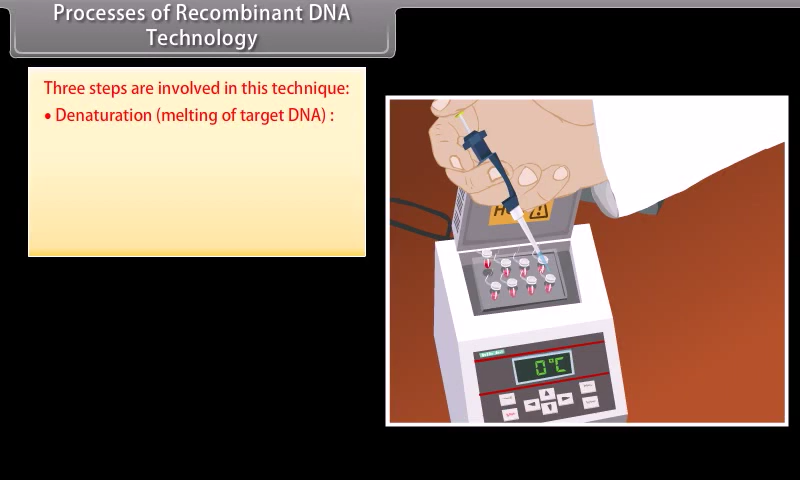 Processes of Recombinant DNA
Technology
Three steps are involved in this technique:
• Denaturation (melting of target DNA) :
0°C